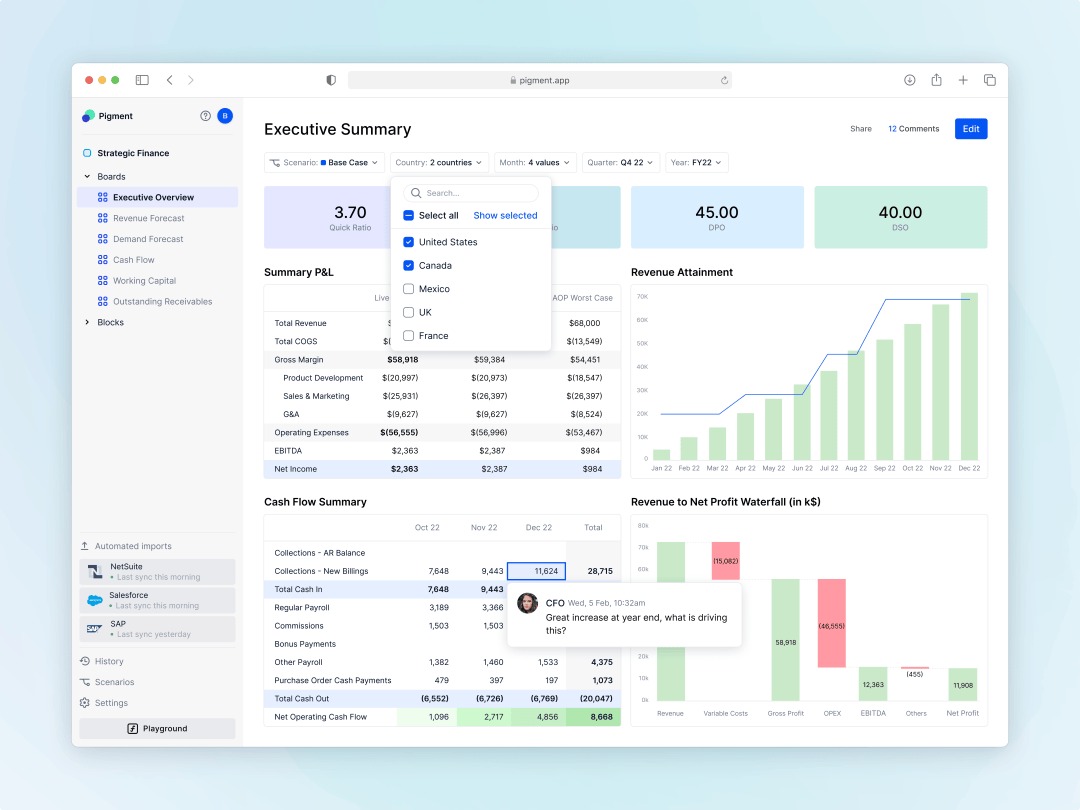 pigment.app
Pigment
B
Strategic Finance
Boards
Executive Overview
Revenue Forecast
Demand Forecast
Cash Flow
Working Capital
Outstanding Receivables
Blocks
Automated imports
NetSuite
• Last sync this morning
Salesforce
• Last sync this morning
SAP
• Last sync yesterday
History
Scenarios
Settings
Playground
Executive Summary
Share
12 Comments
Edit
Scenario: Base Case
Country: 2 countries
Month: 4 values
Quarter: Q4 22
Year: FY22
Search...
Select all Show selected
United States
Canada
Mexico
UK
France
3.70
Quick Ratio
45.00
DPO
40.00
DSO
Summary P&L
Live AOP Worst Case
Total Revenue $68,000
Total COGS $( $(13,549)
Gross Margin $58,918 $59,384 $54,451
Product Development $(20,997) $(20,973) $(18,547)
Sales & Marketing $(25,931) $(26,397) $(26,397)
G&A $(9,627) $(9,627) $(8,524)
Operating Expenses $(56,555) $(56,996) $(53,467)
EBITDA $2,363 $2,387 $984
Net Income $2,363 $2,387 $984
Revenue Attainment
70K
60K
50K
40K
30K
20K
10K
0
Jan 22 Feb 22 Mar 22 Apr 22 May 22 Jun 22 Jul 22 Aug 22 Sep 22 Oct 22 Nov 22 Dec 22
Cash Flow Summary
Oct 22 Nov 22 Dec 22 Total
Collections - AR Balance
Collections - New Billings 7,648 9,443 11,624 28,715
Total Cash In 7,648 9,443
Regular Payroll 3,189 3,366
Commissions 1,503 1,503
Bonus Payments
Other Payroll 1,382 1,460 1,533 4,375
Purchase Order Cash Payments 479 397 197 1,073
Total Cash Out (6,552) (6,726) (6,769) (20,047)
Net Operating Cash Flow 1,096 2,717 4,856 8,668
CFO Wed, 5 Feb, 10:32am
Great increase at year end, what is driving
this?
Revenue to Net Profit Waterfall (in k$)
80k
70k
60k
20k
10k
0k
(15,082)
58,918
(46,555)
12,363
(455)
11,908
Revenue Variable Costs Gross Profit OPEX EBITDA Others Net Profit